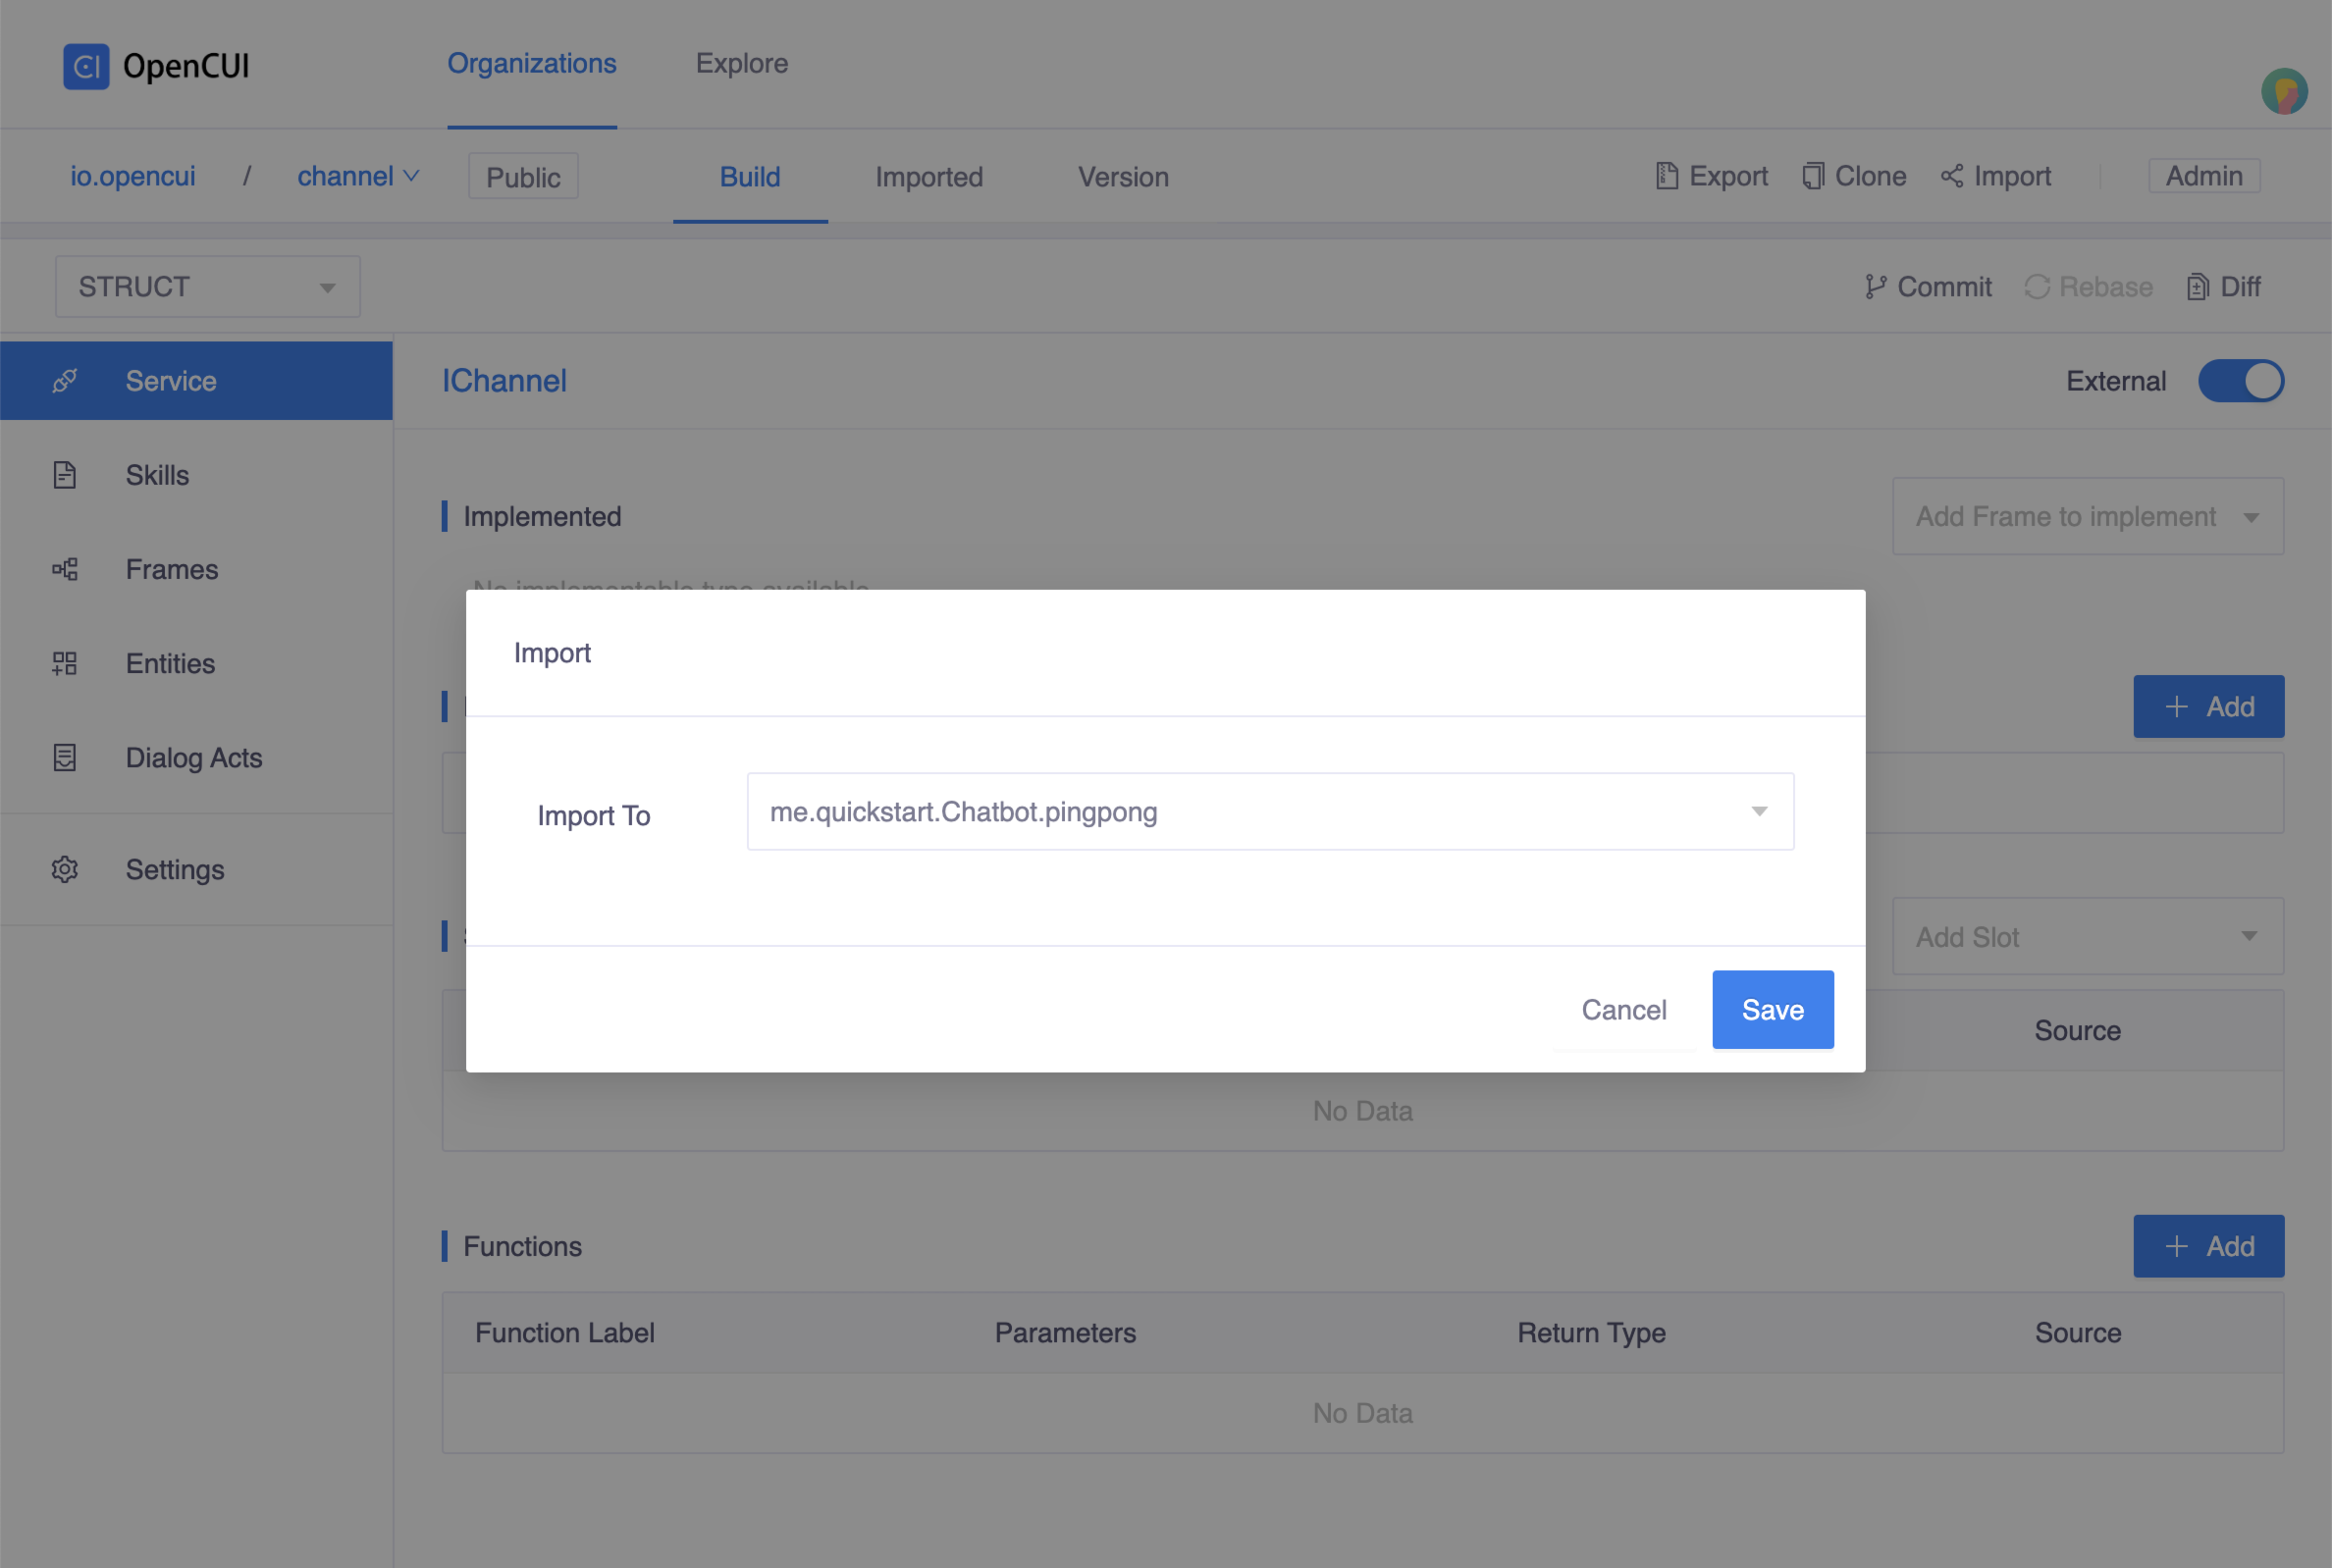 OpenCUI
Organizations
Explore
io.opencui / channel
Public
Build
Imported
Version
Export
Clone
Import
Admin
STRUCT
Commit
Rebase
Diff
Service
Skills
Frames
Entities
Dialog Acts
Settings
IChannel
External
Implemented
Add Frame to implement
No implementable type available
Add
Import
Import To
me.quickstart.Chatbot.pingpong
Cancel
Save
Add Slot
Source
No Data
Functions
Add
Function Label
Parameters
Return Type
Source
No Data